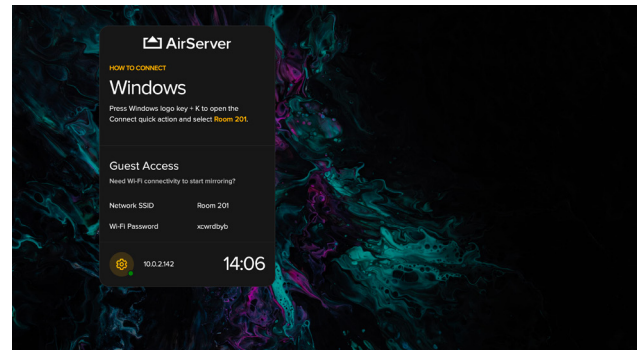 AirServer
HOW TO CONNECT
Windows
Press Windows logo key + K to open the
Connect quick action and select Room 201.
Guest Access
Need Wi-Fi connectivity to start mirroring?
Network SSID Room 201
Wi-Fi Password xcwrdbyb
10.0.2.142 14:06